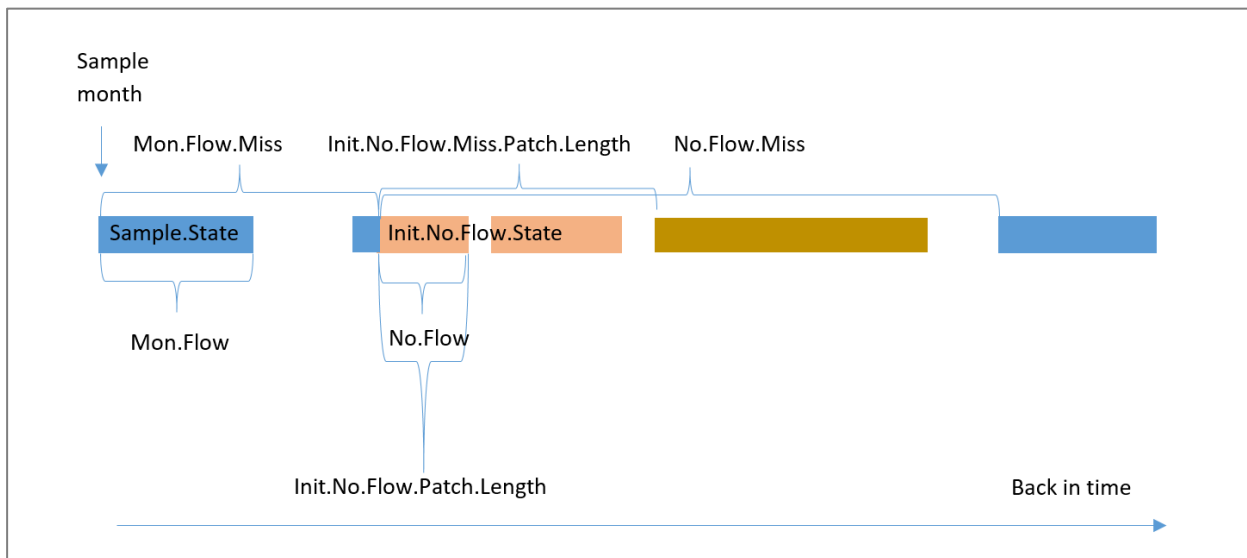 Sample
month
Mon.Flow.Miss
Init.No.Flow.Miss.Patch.Length
No.Flow.Miss
Sample.State
Init.No.Flow.State
Mon.Flow
No.Flow
Init.No.Flow.Patch.Length
Back in time